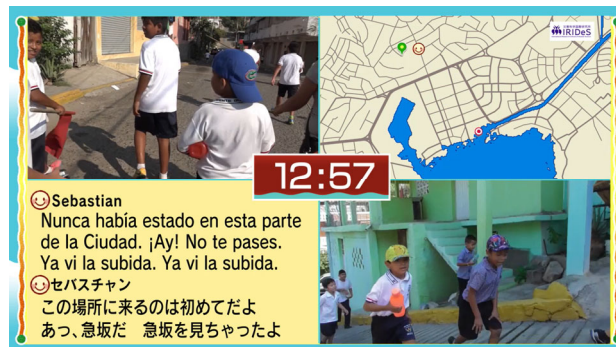 IRIDeS
12:57
Sebastian
Nunca había estado en esta parte
de la Ciudad. ¡Ay! No te pases.
Ya vi la subida. Ya vi la subida.
セバスチャン
この場所に来るのは初めてだよ
あっ、急坂だ 急坂を見ちゃったよ